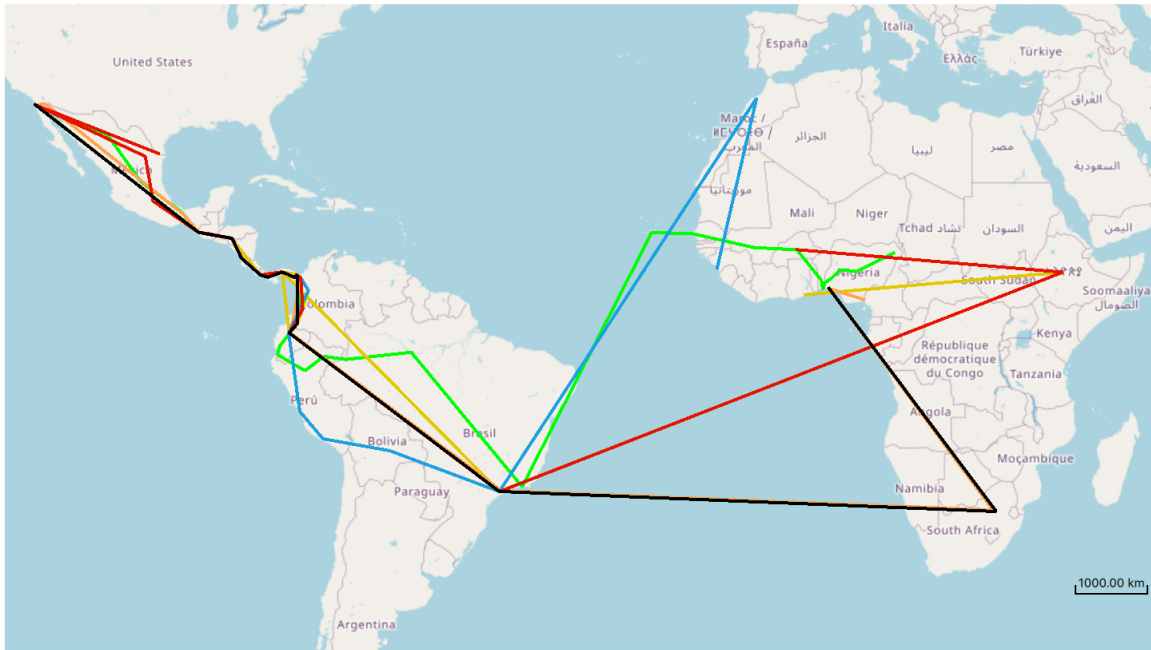 United States
México
Colombia
Perú
Brasil
Bolivia
Paraguay
Argentina
España
Italia
Ελλάς
Türkiye
Maroc /
المغرب
الجزائر
ليبيا
مصر
العراق
السعودية
اليمن
موريتانيا
Mali
Niger
Tchad تشاد
السودان
Nigeria
South Sudan
Soomaaliya
الصومال
Kenya
République
démocratique
du Congo
Tanzania
Angola
Moçambique
Namibia
South Africa
1000.00 km